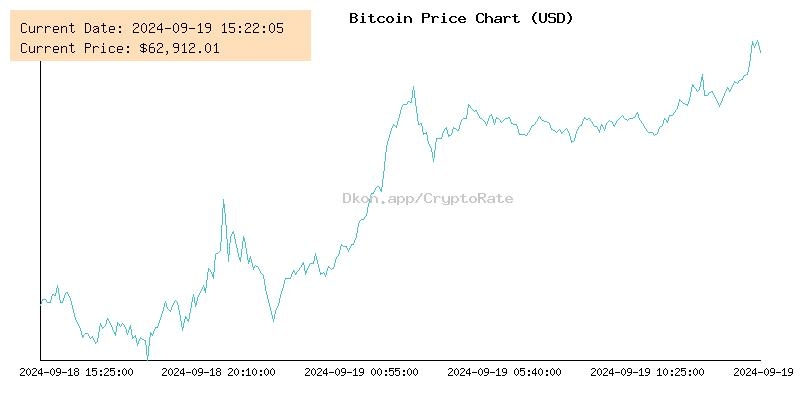 Bitcoin Price Chart (USD)
Current Date: 2024-09-19 15:22:05
Current Price: $62,912.01
Dkon.app/CryptoRate
2024-09-18 15:25:00 2024-09-18 20:10:00 2024-09-19 00:55:00 2024-09-19 05:40:00 2024-09-19 10:25:00 2024-09-19